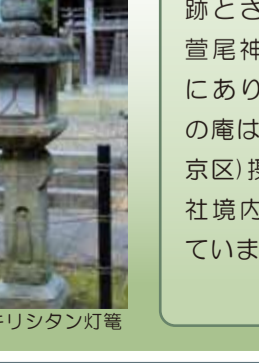 跡とさ
萱尾神
にあり
の庵は
京区)摂
社境内
ていま
キリシタン灯篭